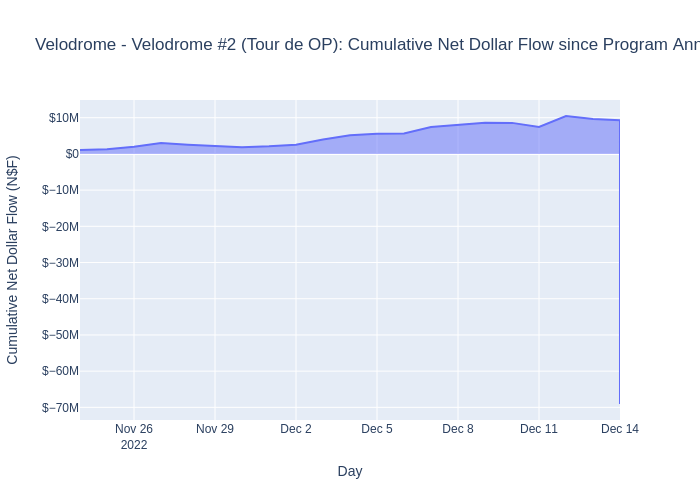 Velodrome - Velodrome #2 (Tour de OP): Cumulative Net Dollar Flow since Program Ann
Cumulative Net Dollar Flow (N$F)
$10M
$0
$−10M
$−20M
$−30M
$−40M
$−50M
$−60M
$−70M
Nov 26
2022
Nov 29
Dec 2
Dec 5
Dec 8
Dec 11
Dec 14
Day